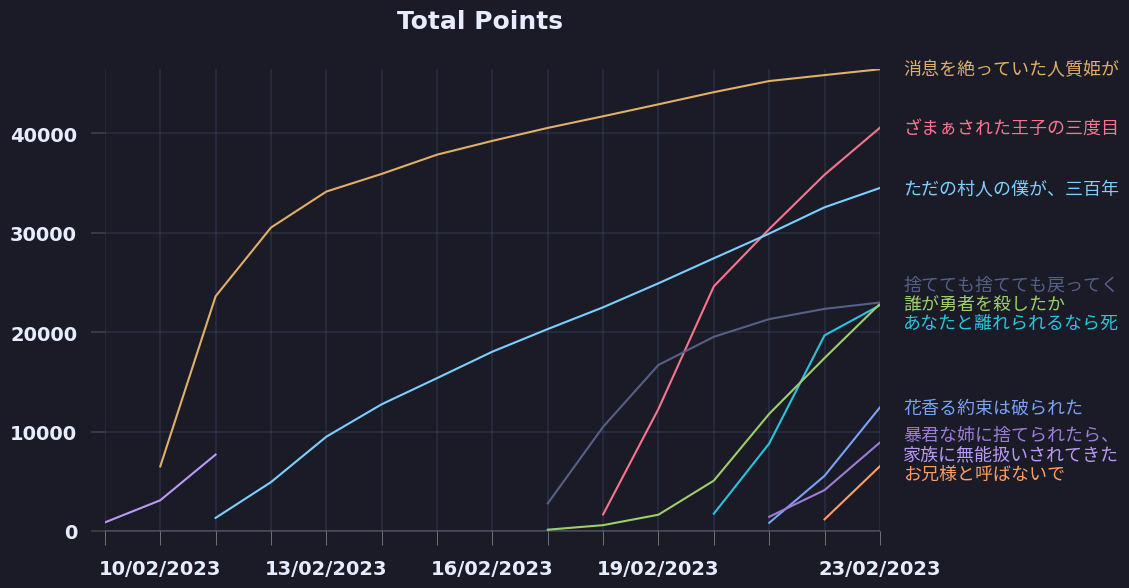 Total Points
消息を絶っていた人質姫が
ざまぁされた王子の三度目
40000
ただの村人の僕が、三百年
30000
捨てても捨てても戻ってく
誰が勇者を殺したか
あなたと離れられるなら死
20000
花香る約束は破られた
10000
暴君な姉に捨てられたら、
家族に無能扱いされてきた
お兄様と呼ばないで
0
10/02/2023
13/02/2023
16/02/2023
19/02/2023
23/02/2023